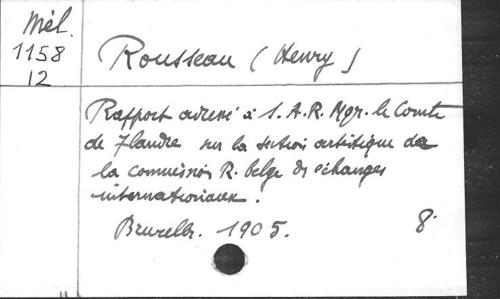 Mél.
1158
12
Rousseau (Henry)
Rapport adressé à S. A. R. Mgr. le Comte
de Flandre sur la section artistique de
la commission R. belge des échanges
internationaux.
Bruxelles. 1905. 8°